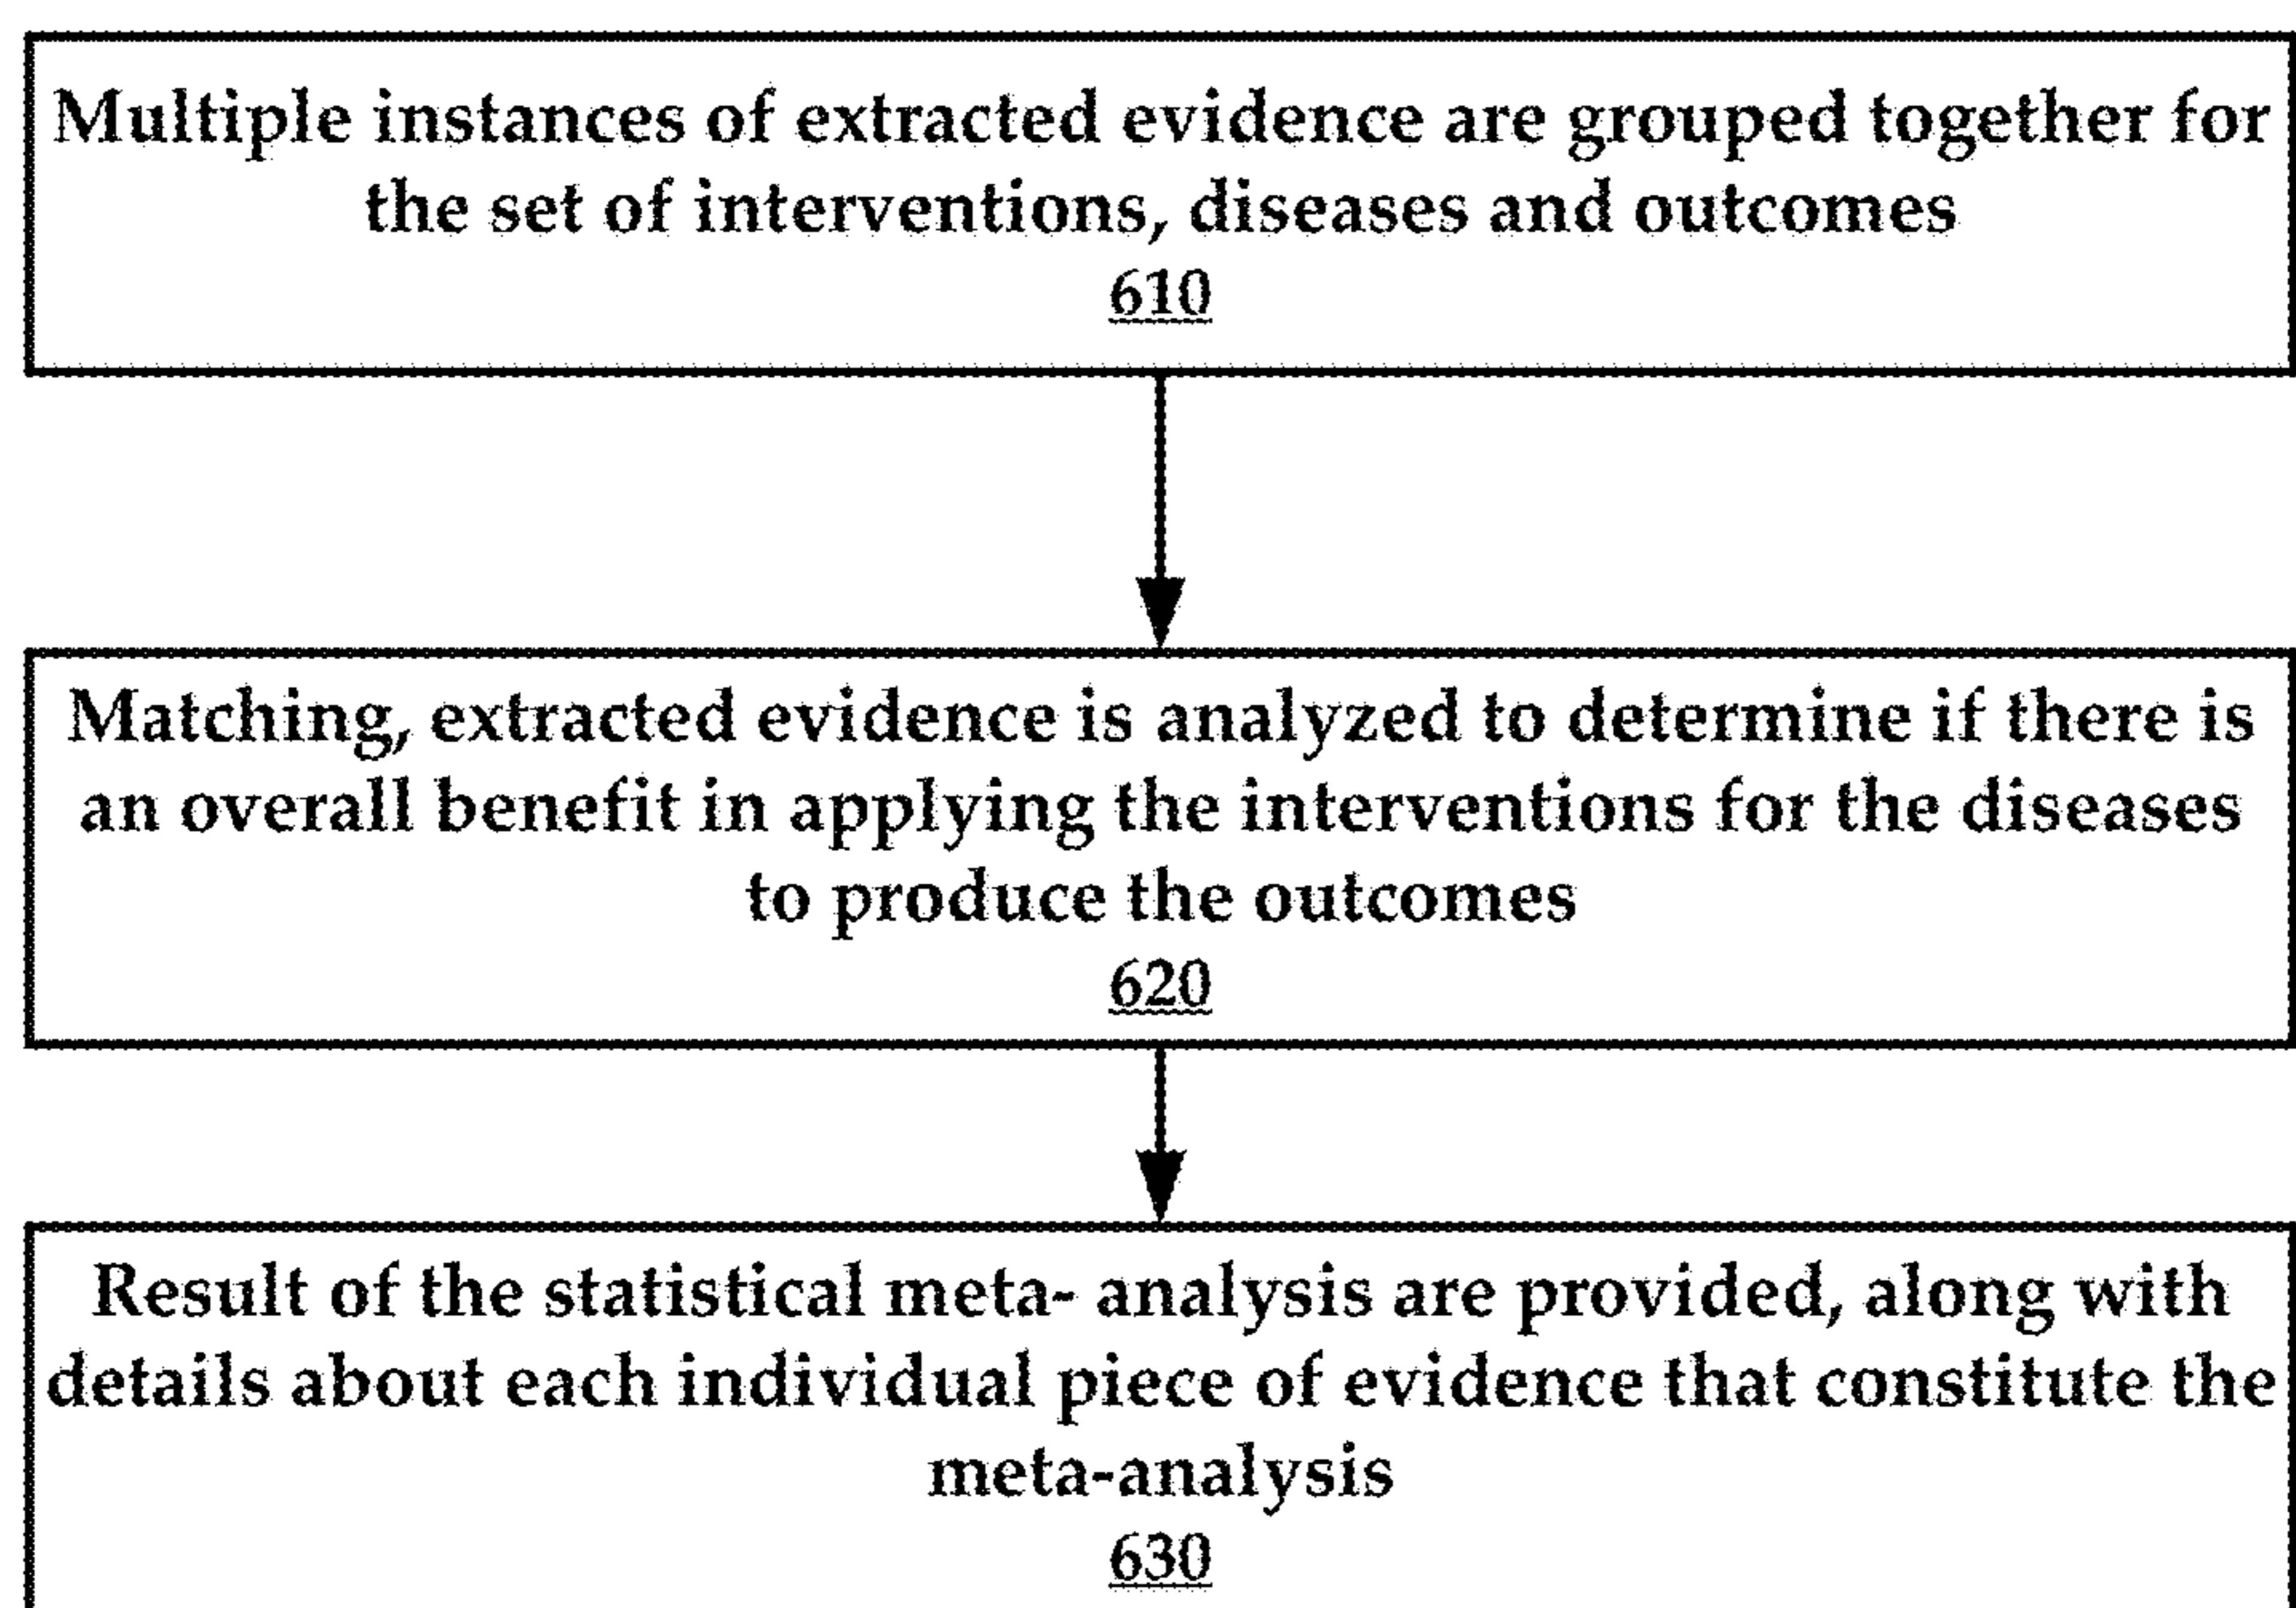 Multiple instances of extracted evidence are grouped together for
the set of interventions, diseases and outcomes
610
Matching, extracted evidence is analyzed to determine if there is
an overall benefit in applying the interventions for the diseases
to produce the outcomes
620
Result of the statistical meta- analysis are provided, along with
details about each individual piece of evidence that constitute the
meta-analysis
630